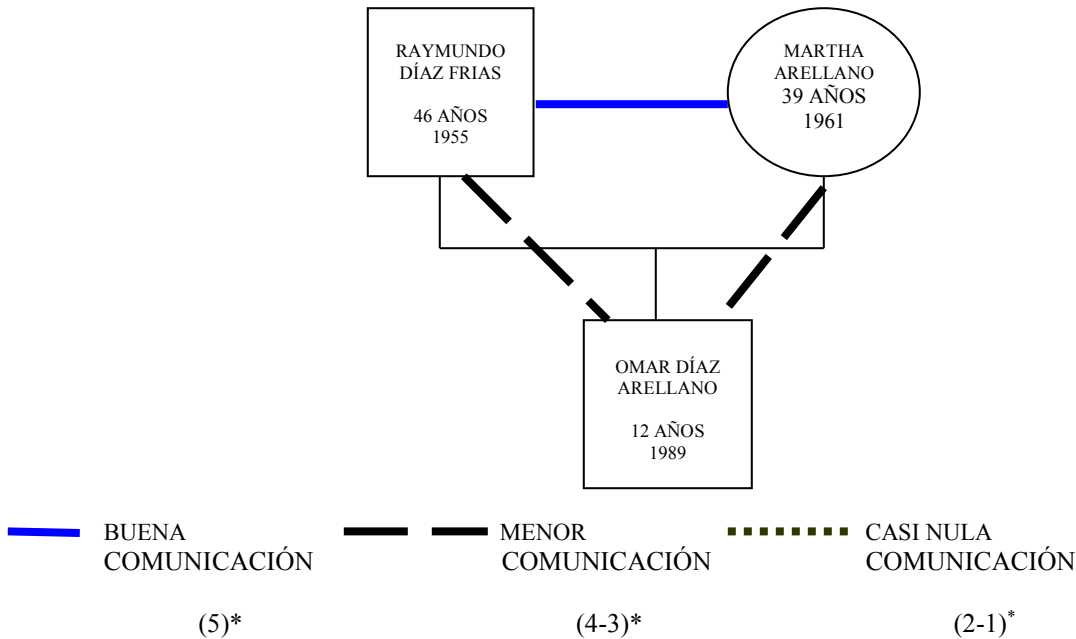 RAYMUNDO
DÍAZ FRIAS
46 AÑOS
1955
MARTHA
ARELLANO
39 AÑOS
1961
OMAR DÍAZ
ARELLANO
12 AÑOS
1989
BUENA
COMUNICACIÓN
(5)*
MENOR
COMUNICACIÓN
(4-3)*
CASI NULA
COMUNICACIÓN
(2-1)*